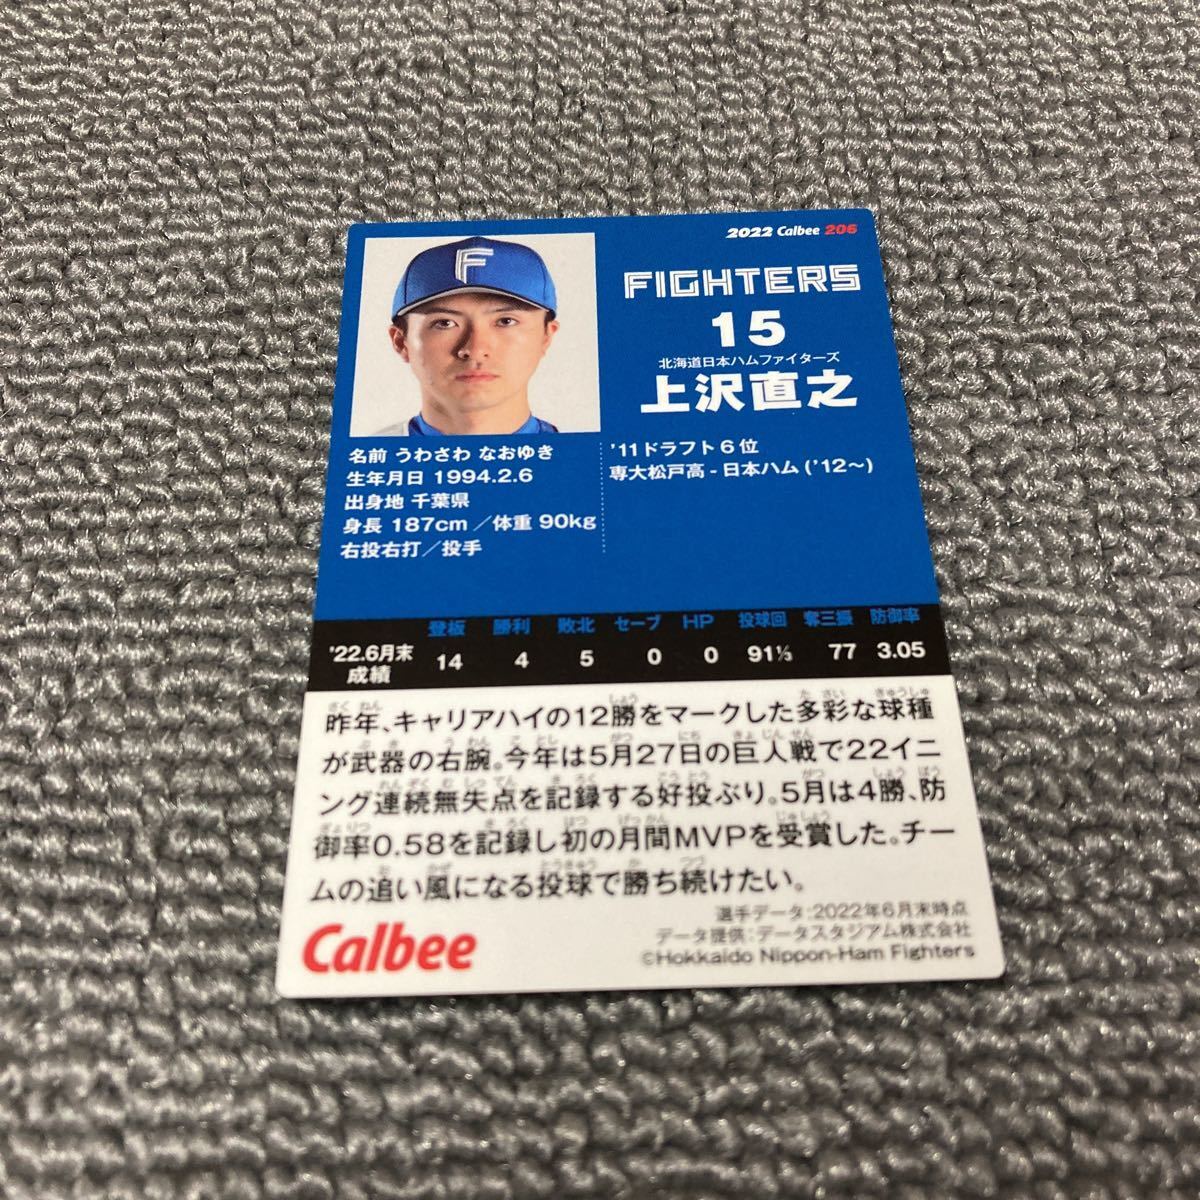 2022 Calbee 206
F
FIGHTERS
15
北海道日本ハムファイターズ
上沢直之
名前 うわさわ なおゆき
生年月日 1994.2.6
出身地 千葉県
身長 187cm／体重 90kg
右投右打／投手
'11ドラフト6位
専大松戸高-日本ハム('12〜)
登板 勝利 敗北 セーブ HP 投球回 奪三振 防御率
'22.6月末成績 14 4 5 0 0 91⅓ 77 3.05
昨年、キャリアハイの12勝をマークした多彩な球種
が武器の右腕。今年は5月27日の巨人戦で22イニ
ング連続無失点を記録する好投ぶり。5月は4勝、防
御率0.58を記録し初の月間MVPを受賞した。チー
ムの追い風になる投球で勝ち続けたい。
選手データ:2022年6月末時点
データ提供:データスタジアム株式会社
©Hokkaido Nippon-Ham Fighters
Calbee